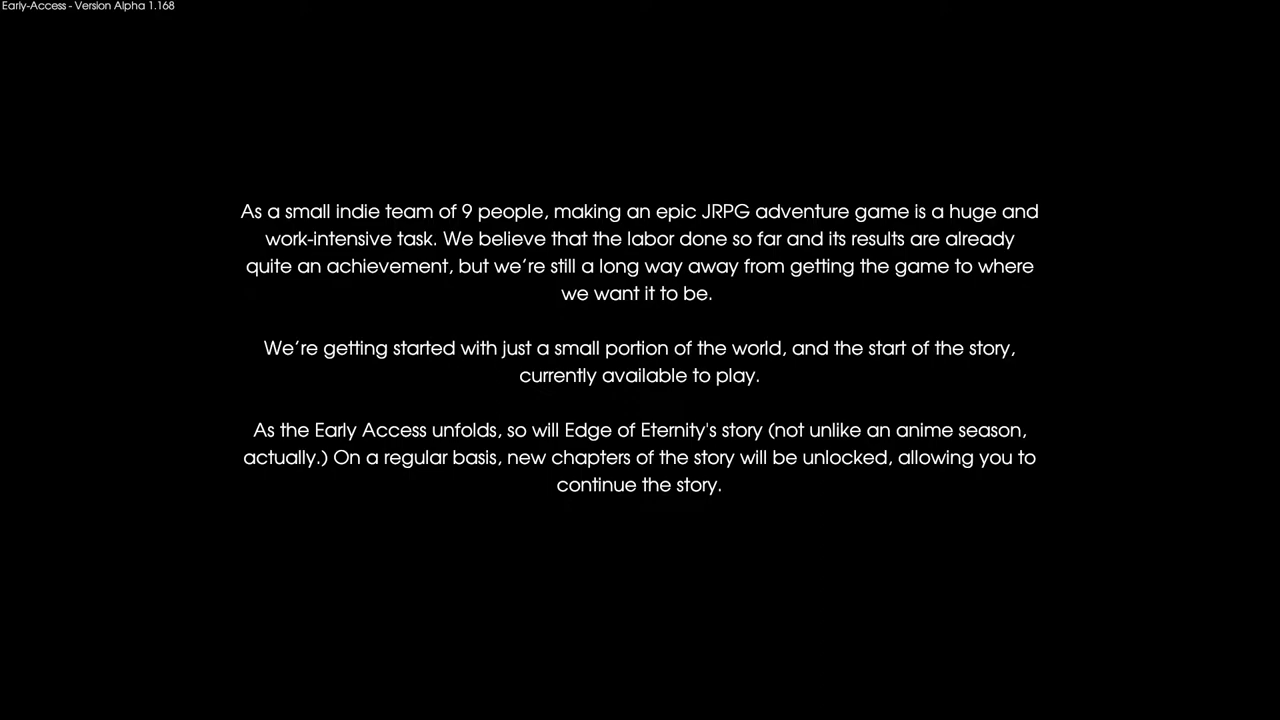 Early-Access - Version Alpha 1.168
As a small indie team of 9 people, making an epic JRPG adventure game is a huge and
work-intensive task. We believe that the labor done so far and its results are already
quite an achievement, but we're still a long way away from getting the game to where
we want it to be.
We're getting started with just a small portion of the world, and the start of the story,
currently available to play.
As the Early Access unfolds, so will Edge of Eternity's story (not unlike an anime season,
actually.) On a regular basis, new chapters of the story will be unlocked, allowing you to
continue the story.